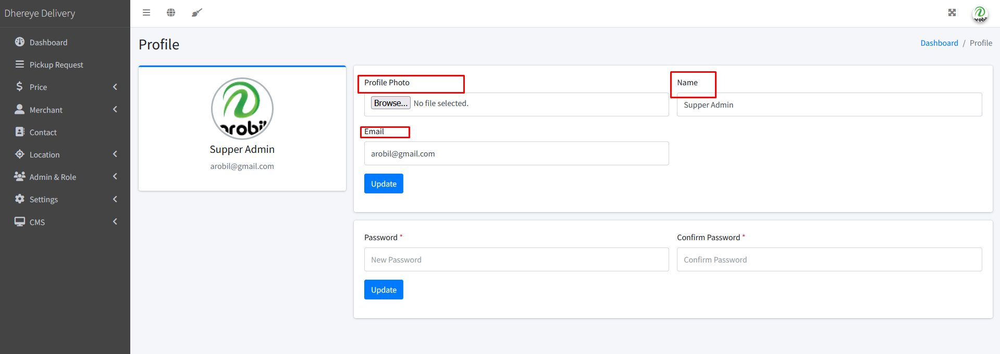 Dhereye Delivery
arobil
Dashboard
Pickup Request
Price
Merchant
Contact
Location
Admin & Role
Settings
CMS
Profile
Dashboard / Profile
arobil
Supper Admin
arobil@gmail.com
Profile Photo
Browse... No file selected.
Name
Supper Admin
Email
arobil@gmail.com
Update
Password *
New Password
Confirm Password *
Confirm Password
Update